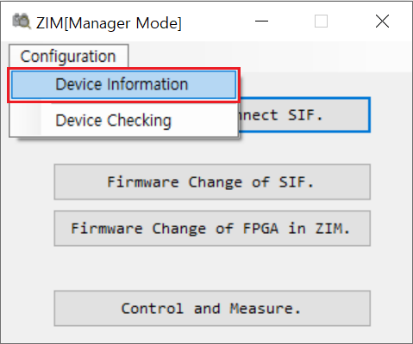 ZIM[Manager Mode]
Configuration
Device Information
Device Checking
nnect SIF.
Firmware Change of SIF.
Firmware Change of FPGA in ZIM.
Control and Measure.